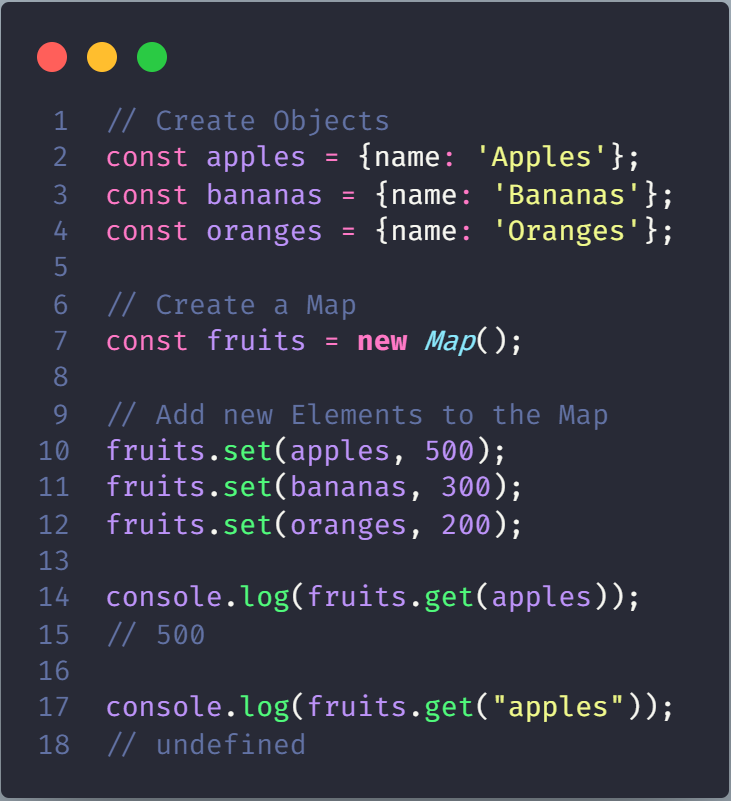 1 // Create Objects
2 const apples = {name: 'Apples'};
3 const bananas = {name: 'Bananas'};
4 const oranges = {name: 'Oranges'};
5
6 // Create a Map
7 const fruits = new Map();
8
9 // Add new Elements to the Map
10 fruits.set(apples, 500);
11 fruits.set(bananas, 300);
12 fruits.set(oranges, 200);
13
14 console.log(fruits.get(apples));
15 // 500
16
17 console.log(fruits.get("apples"));
18 // undefined